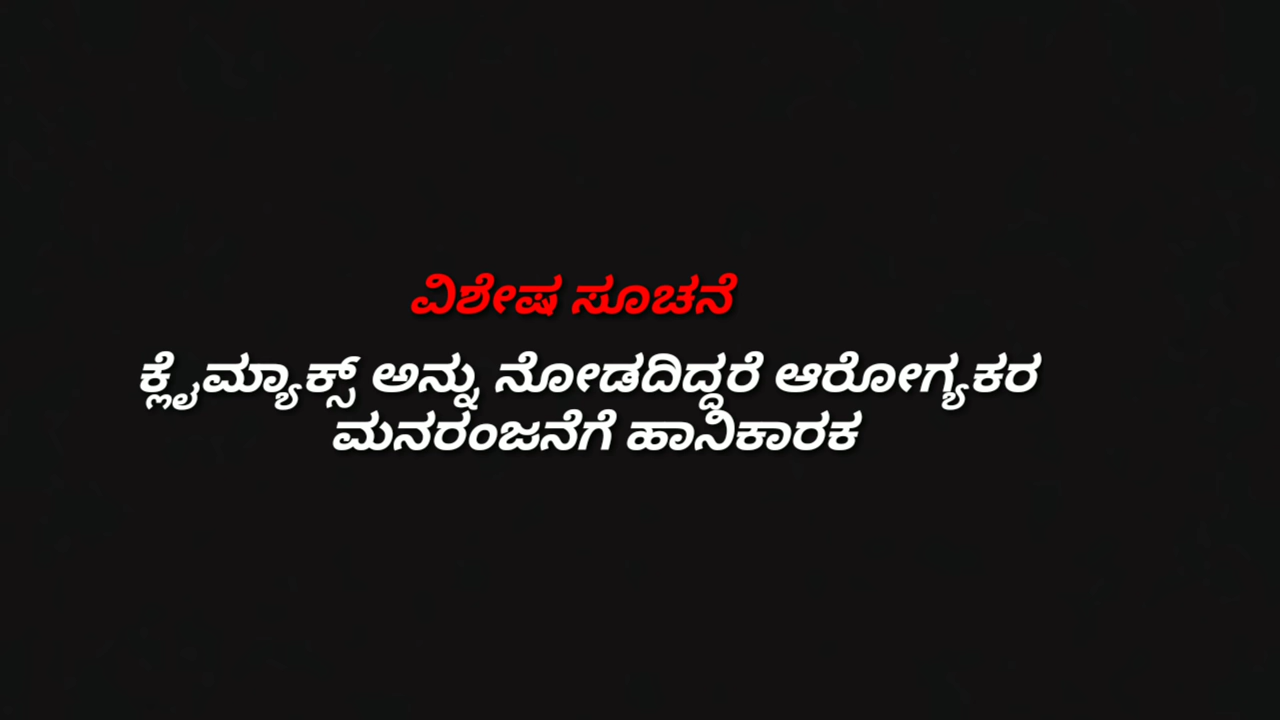 ವಿಶೇಷ ಸೂಚನೆ
ಕ್ಲೈಮ್ಯಾಕ್ಸ್ ಅನ್ನು ನೋಡದಿದ್ದರೆ ಆರೋಗ್ಯಕರ
ಮನರಂಜನೆಗೆ ಹಾನಿಕಾರಕ